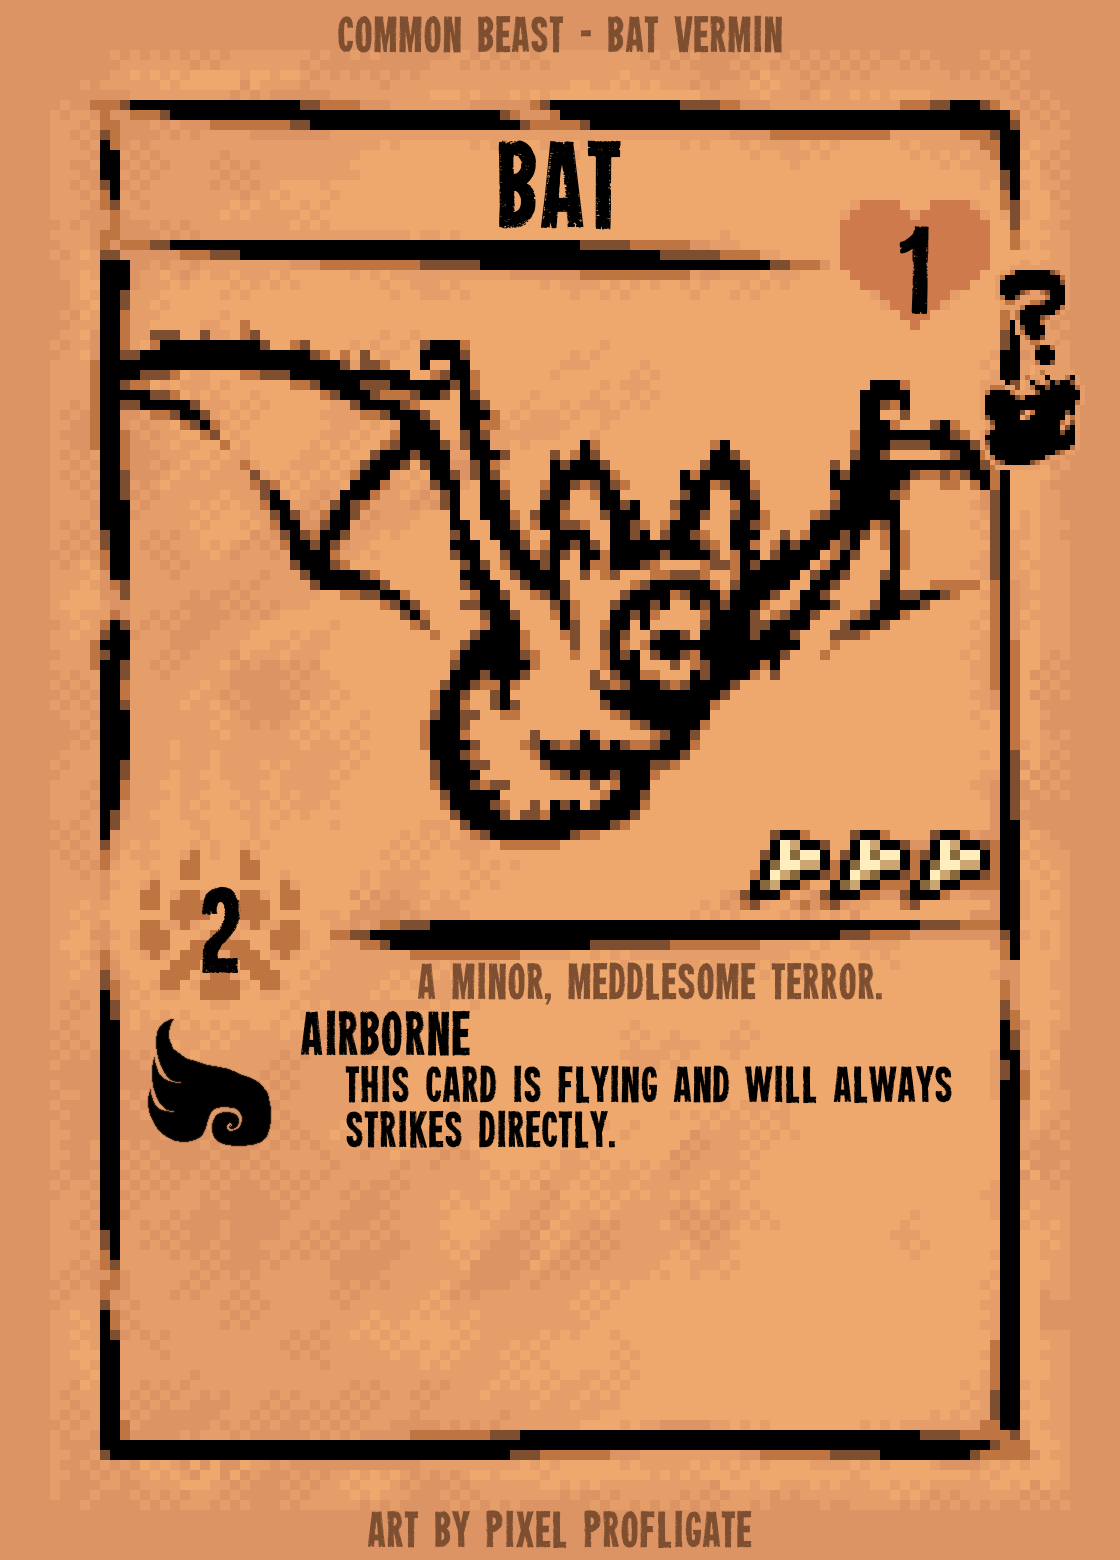 COMMON BEAST - BAT VERMIN
BAT
1
?
2
A MINOR, MEDDLESOME TERROR.
AIRBORNE
THIS CARD IS FLYING AND WILL ALWAYS
STRIKES DIRECTLY.
ART BY PIXEL PROFLIGATE